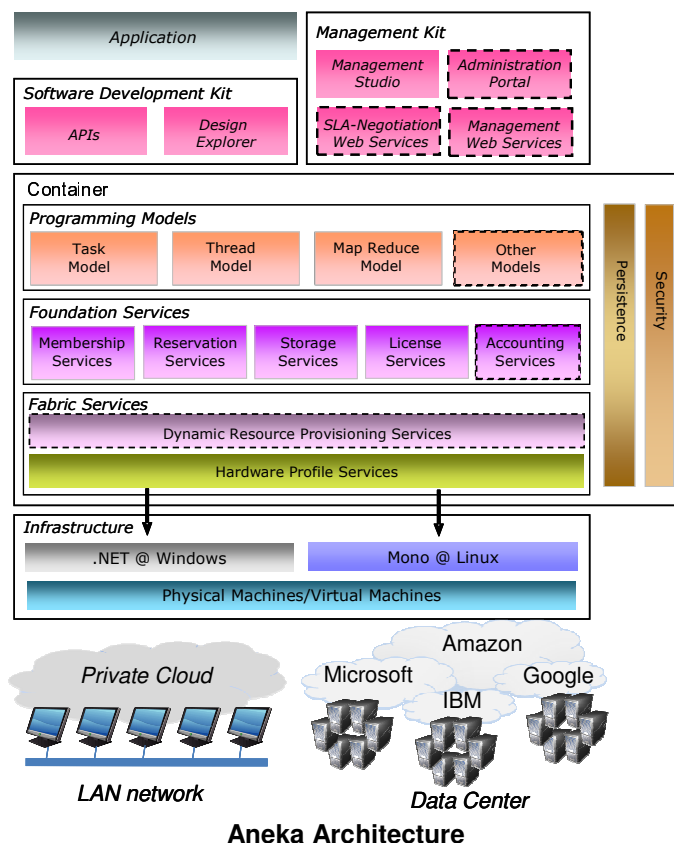 Application
Management Kit
Management
Studio
Administration
Portal
SLA-Negotiation
Web Services
Management
Web Services
Software Development Kit
APIs
Design
Explorer
Container
Programming Models
Task
Model
Thread
Model
Map Reduce
Model
Other
Models
Foundation Services
Membership
Services
Reservation
Services
Storage
Services
License
Services
Accounting
Services
Fabric Services
Dynamic Resource Provisioning Services
Hardware Profile Services
Persistence
Security
Infrastructure
.NET @ Windows
Mono @ Linux
Physical Machines/Virtual Machines
Private Cloud
LAN network
Amazon
Microsoft
Google
IBM
Data Center
Aneka Architecture